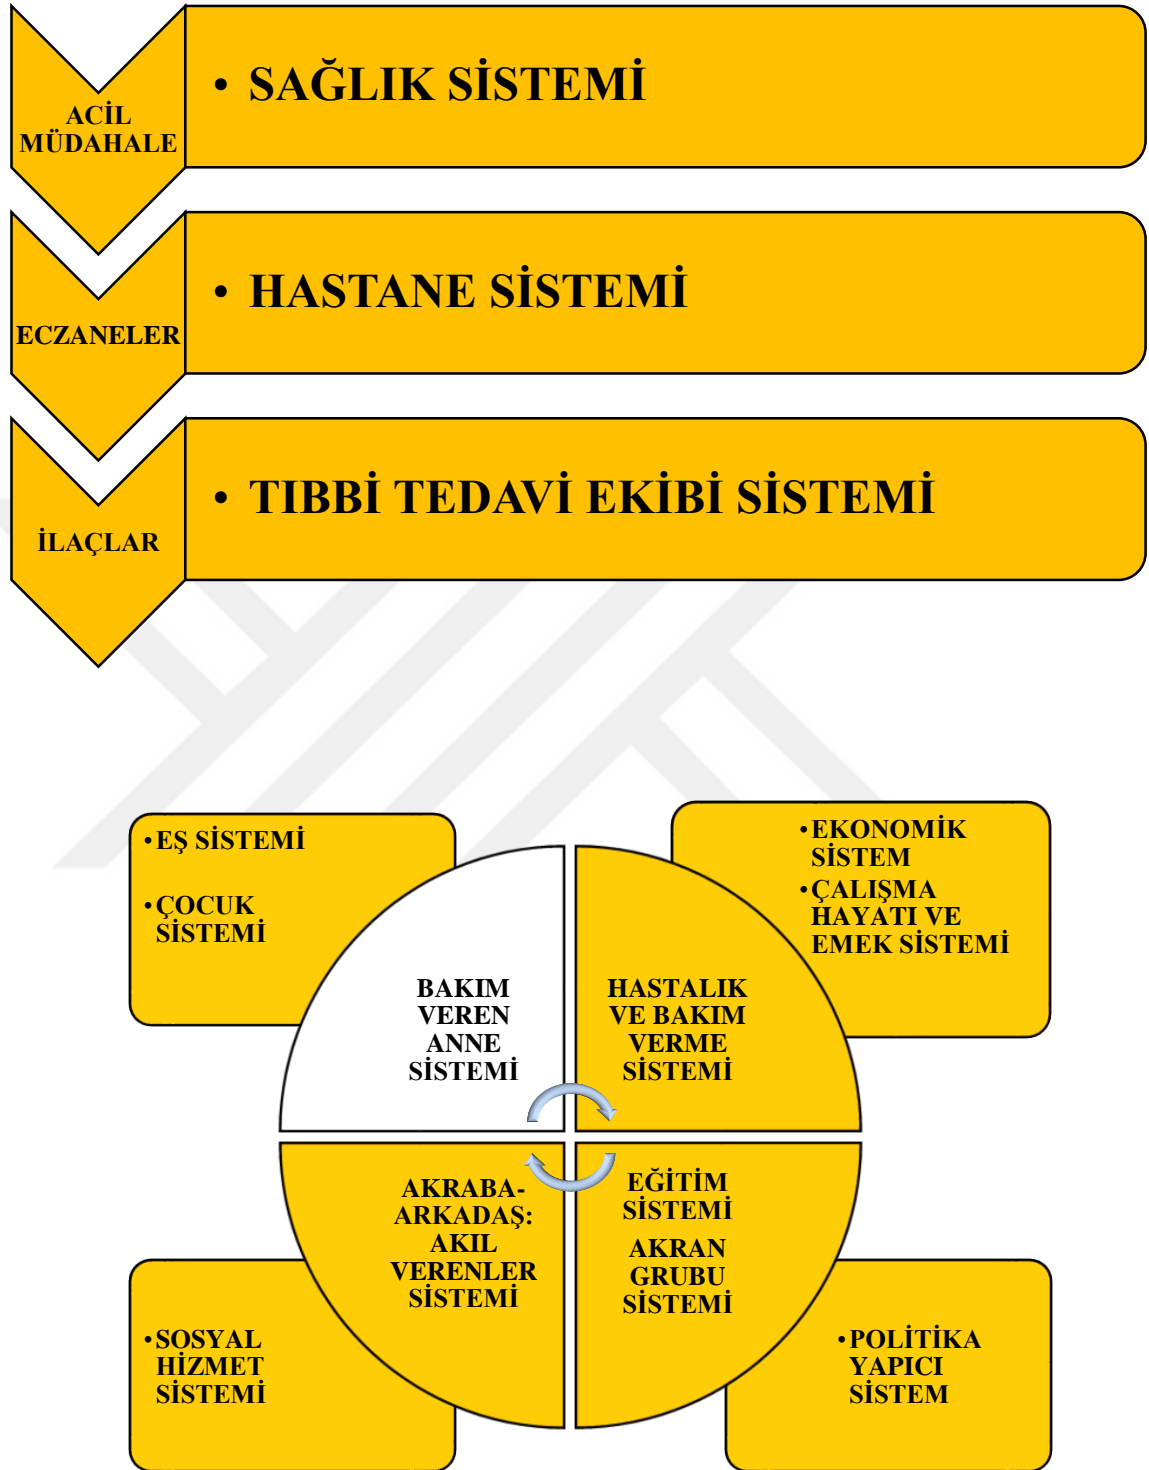 ACİL
MÜDAHALE
• SAĞLIK SİSTEMİ
ECZANELER
• HASTANE SİSTEMİ
İLAÇLAR
• TIBBİ TEDAVİ EKİBİ SİSTEMİ
•EŞ SİSTEMİ
•ÇOCUK
SİSTEMİ
•EKONOMİK
SİSTEM
•ÇALIŞMA
HAYATI VE
EMEK SİSTEMİ
BAKIM
VEREN
ANNE
SİSTEMİ
HASTALIK
VE BAKIM
VERME
SİSTEMİ
AKRABA-
ARKADAŞ:
AKIL
VERENLER
SİSTEMİ
EĞİTİM
SİSTEMİ
AKRAN
GRUBU
SİSTEMİ
•SOSYAL
HİZMET
SİSTEMİ
•POLİTİKA
YAPICI
SİSTEM